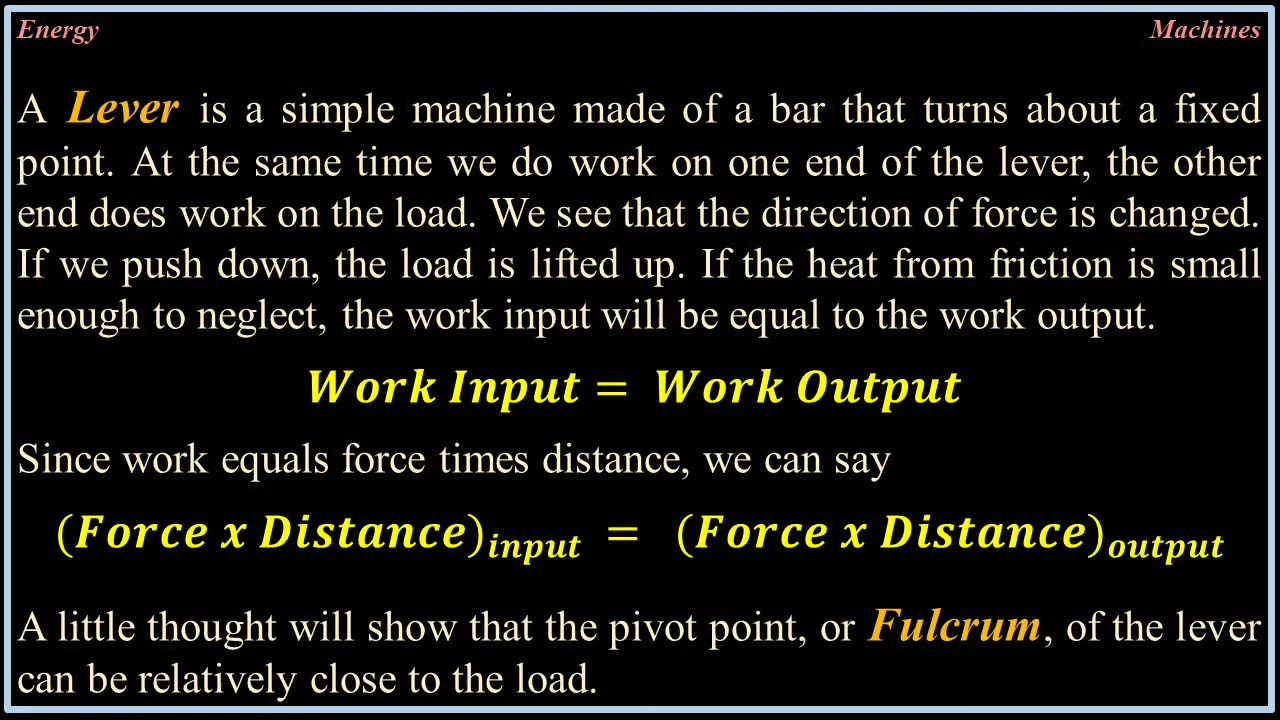 Energy
Machines
A Lever is a simple machine made of a bar that turns about a fixed
point. At the same time we do work on one end of the lever, the other
end does work on the load. We see that the direction of force is changed.
If we push down, the load is lifted up. If the heat from friction is small
enough to neglect, the work input will be equal to the work output.
Work Input = Work Output
Since work equals force times distance, we can say
(Force x Distance)input = (Force x Distance)output
A little thought will show that the pivot point, or Fulcrum, of the lever
can be relatively close to the load.